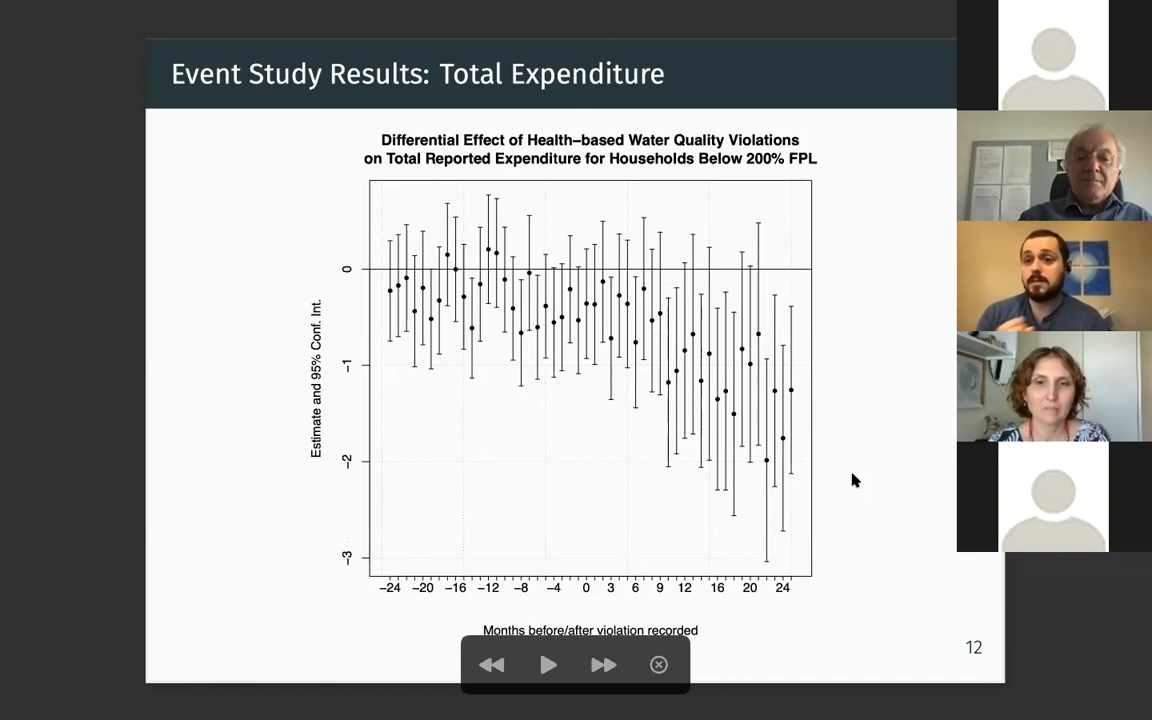 Event Study Results: Total Expenditure
Differential Effect of Health–based Water Quality Violations
on Total Reported Expenditure for Households Below 200% FPL
Estimate and 95% Conf. Int.
0
−1
−2
−3
−24 −20 −16 −12 −8 −4 0 3 6 9 12 16 20 24
Months before/after violation recorded
12